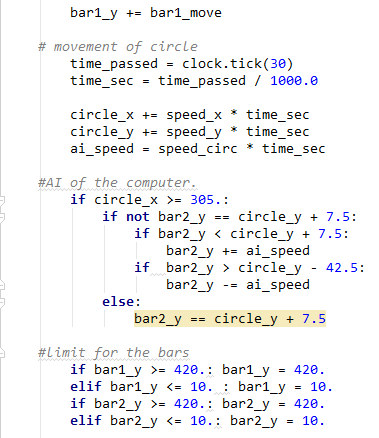 bar1_y += bar1_move
# movement of circle
time_passed = clock.tick(30)
time_sec = time_passed / 1000.0
circle_x += speed_x * time_sec
circle_y += speed_y * time_sec
ai_speed = speed_circ * time_sec
#AI of the computer.
if circle_x >= 305.:
if not bar2_y == circle_y + 7.5:
if bar2_y < circle_y + 7.5:
bar2_y += ai_speed
if  bar2_y > circle_y - 42.5:
bar2_y -= ai_speed
else:
bar2_y == circle_y + 7.5
#limit for the bars
if bar1_y >= 420.: bar1_y = 420.
elif bar1_y <= 10. : bar1_y = 10.
if bar2_y >= 420.: bar2_y = 420.
elif bar2_y <= 10.: bar2_y = 10.